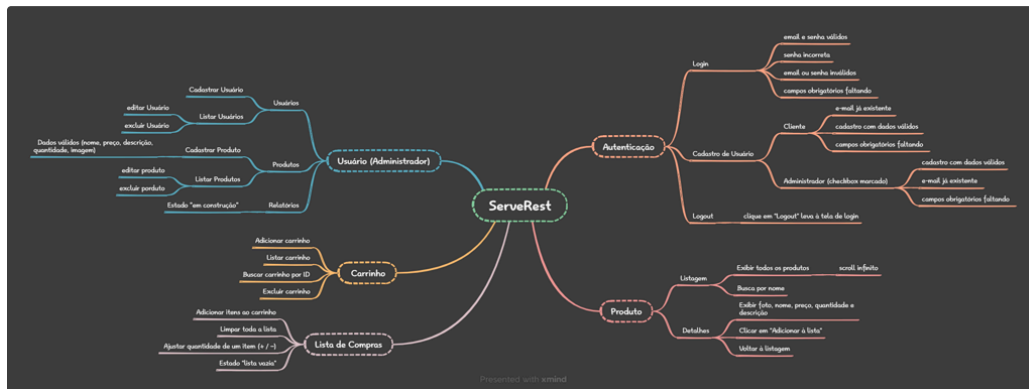 ServeRest
Usuário (Administrador)
Usuários
Cadastrar Usuário
Listar Usuários
editar Usuário
excluir Usuário
Produtos
Cadastrar Produto
Dados válidos (nome, preço, descrição,
quantidade, imagem)
Listar Produtos
editar produto
excluir porduto
Relatórios
Estado "em construção"
Carrinho
Adicionar carrinho
Listar carrinho
Buscar carrinho por ID
Excluir carrinho
Lista de Compras
Adicionar itens ao carrinho
Limpar toda a lista
Ajustar quantidade de um item (+ / −)
Estado "lista vazia"
Autenticação
Login
email e senha válidos
senha incorreta
email ou senha inválidos
campos obrigatórios faltando
Cadastro de Usuário
Cliente
e-mail já existente
cadastro com dados válidos
campos obrigatórios faltando
Administrador (checkbox marcado)
cadastro com dados válidos
e-mail já existente
campos obrigatórios faltando
Logout
clique em "Logout" leva à tela de login
Produto
Listagem
Exibir todos os produtos
scroll infinito
Busca por nome
Detalhes
Exibir foto, nome, preço, quantidade e
descrição
Clicar em "Adicionar à lista"
Voltar à listagem
Presented with xmind